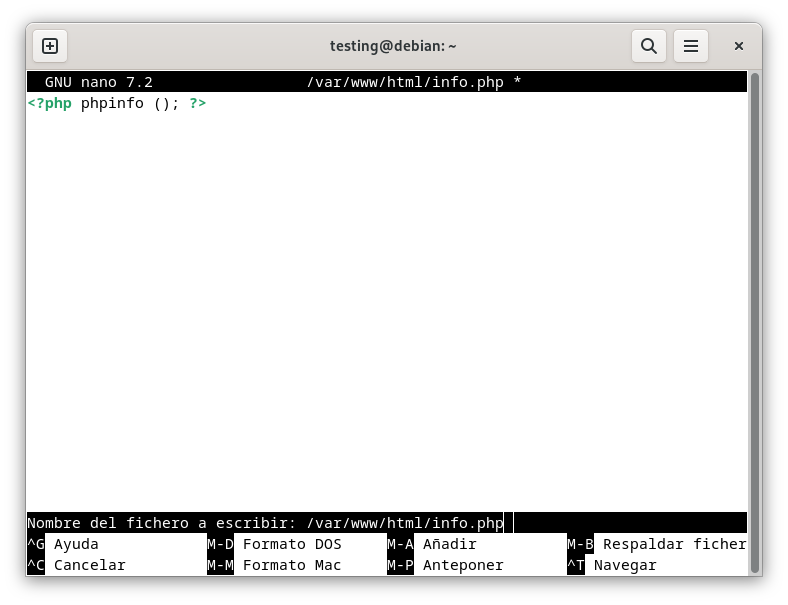 testing@debian: ~
GNU nano 7.2 /var/www/html/info.php *
<?php phpinfo (); ?>
Nombre del fichero a escribir: /var/www/html/info.php
^G Ayuda M-D Formato DOS M-A Añadir M-B Respaldar ficher
^C Cancelar M-M Formato Mac M-P Anteponer ^T Navegar